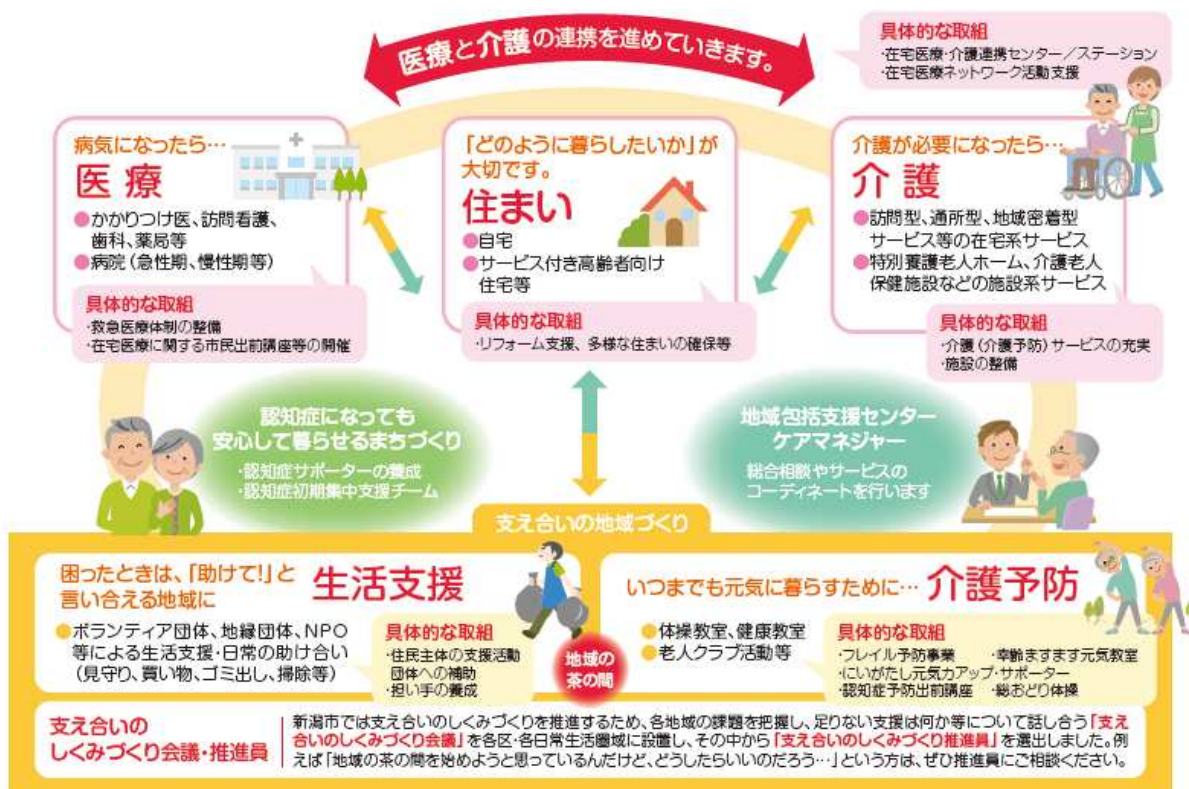 医療と介護の連携を進めていきます。
具体的な取組
・在宅医療・介護連携センター／ステーション
・在宅医療ネットワーク活動支援
病気になったら…
医療
●かかりつけ医、訪問看護、
歯科、薬局等
●病院（急性期、慢性期等）
具体的な取組
・救急医療体制の整備
・在宅医療に関する市民出前講座等の開催
「どのように暮らしたいか」が
大切です。
住まい
●自宅
●サービス付き高齢者向け
住宅等
具体的な取組
・リフォーム支援、多様な住まいの確保等
介護が必要になったら…
介護
●訪問型、通所型、地域密着型
サービス等の在宅系サービス
●特別養護老人ホーム、介護老人
保健施設などの施設系サービス
具体的な取組
・介護（介護予防）サービスの充実
・施設の整備
認知症になっても
安心して暮らせるまちづくり
・認知症サポーターの養成
・認知症初期集中支援チーム
地域包括支援センター
ケアマネジャー
総合相談やサービスの
コーディネートを行います
支え合いの地域づくり
困ったときは、「助けて！」と
言い合える地域に
生活支援
●ボランティア団体、地縁団体、NPO
等による生活支援・日常の助け合い
（見守り、買い物、ゴミ出し、掃除等）
具体的な取組
・住民主体の支援活動
団体への補助
・担い手の養成
地域の
茶の間
いつまでも元気に暮らすために…
介護予防
●体操教室、健康教室
●老人クラブ活動等
具体的な取組
・フレイル予防事業 ・幸齢ますます元気教室
・にいがたし元気力アップ・サポーター
・認知症予防出前講座 ・総おどり体操
支え合いの
しくみづくり会議・推進員
新潟市では支え合いのしくみづくりを推進するため、各地域の課題を把握し、足りない支援は何か等について話し合う「支え
合いのしくみづくり会議」を各区・各日常生活圏域に設置し、その中から「支え合いのしくみづくり推進員」を選出しました。例
えば「地域の茶の間を始めようと思っているんだけど、どうしたらいいのだろう…」という方は、ぜひ推進員にご相談ください。